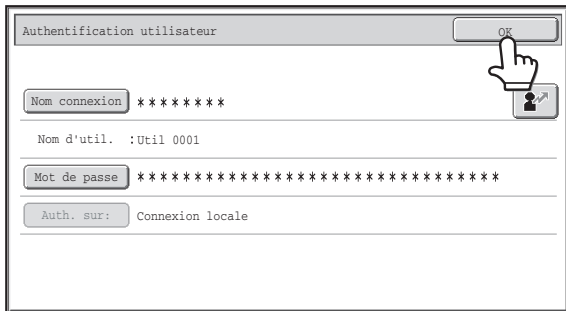 Authentification utilisateur OK
Nom connexion ********
Nom d'util. :Util 0001
Mot de passe ********************************
Auth. sur: Connexion locale